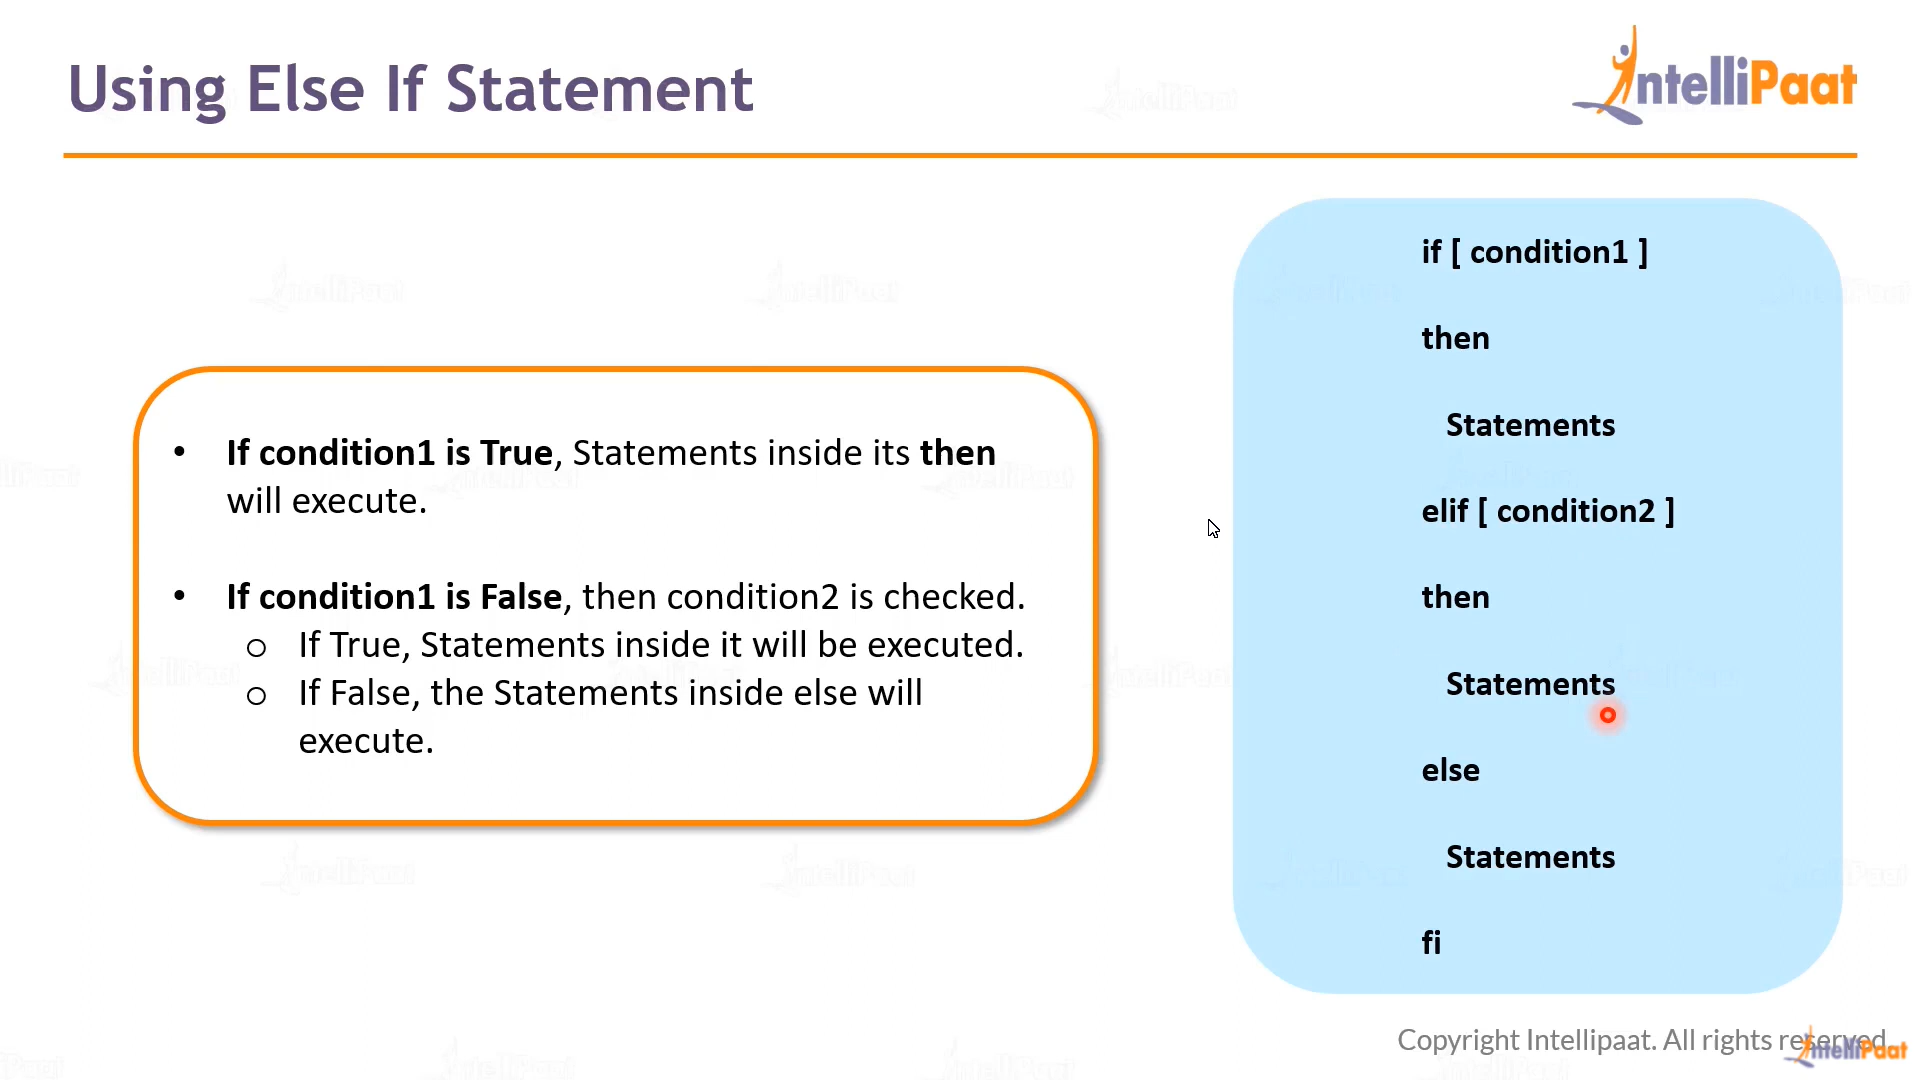 Using Else If Statement
IntelliPaat
• If condition1 is True, Statements inside its then
will execute.
• If condition1 is False, then condition2 is checked.
o If True, Statements inside it will be executed.
o If False, the Statements inside else will
execute.
if [ condition1 ]
then
Statements
elif [ condition2 ]
then
Statements
else
Statements
fi
Copyright Intellipaat. All rights reserved.
IntelliPaat